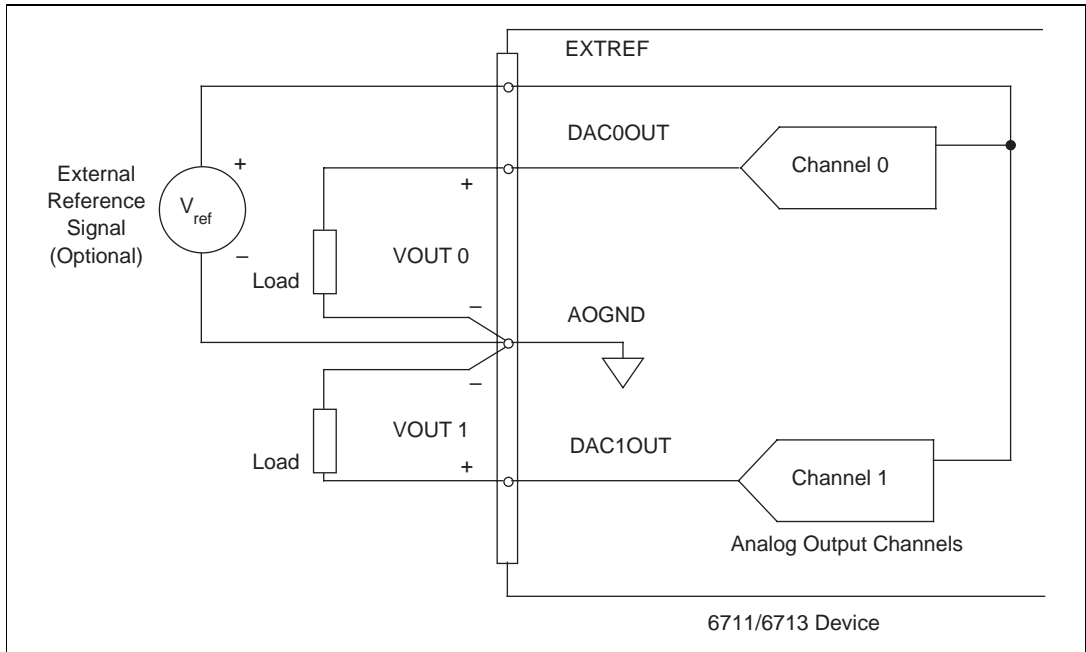 EXTREF
DAC0OUT
Channel 0
External
Reference
Signal
(Optional)
+
Vref
–
+
VOUT 0
Load
–
AOGND
–
VOUT 1
Load
+
DAC1OUT
Channel 1
Analog Output Channels
6711/6713 Device